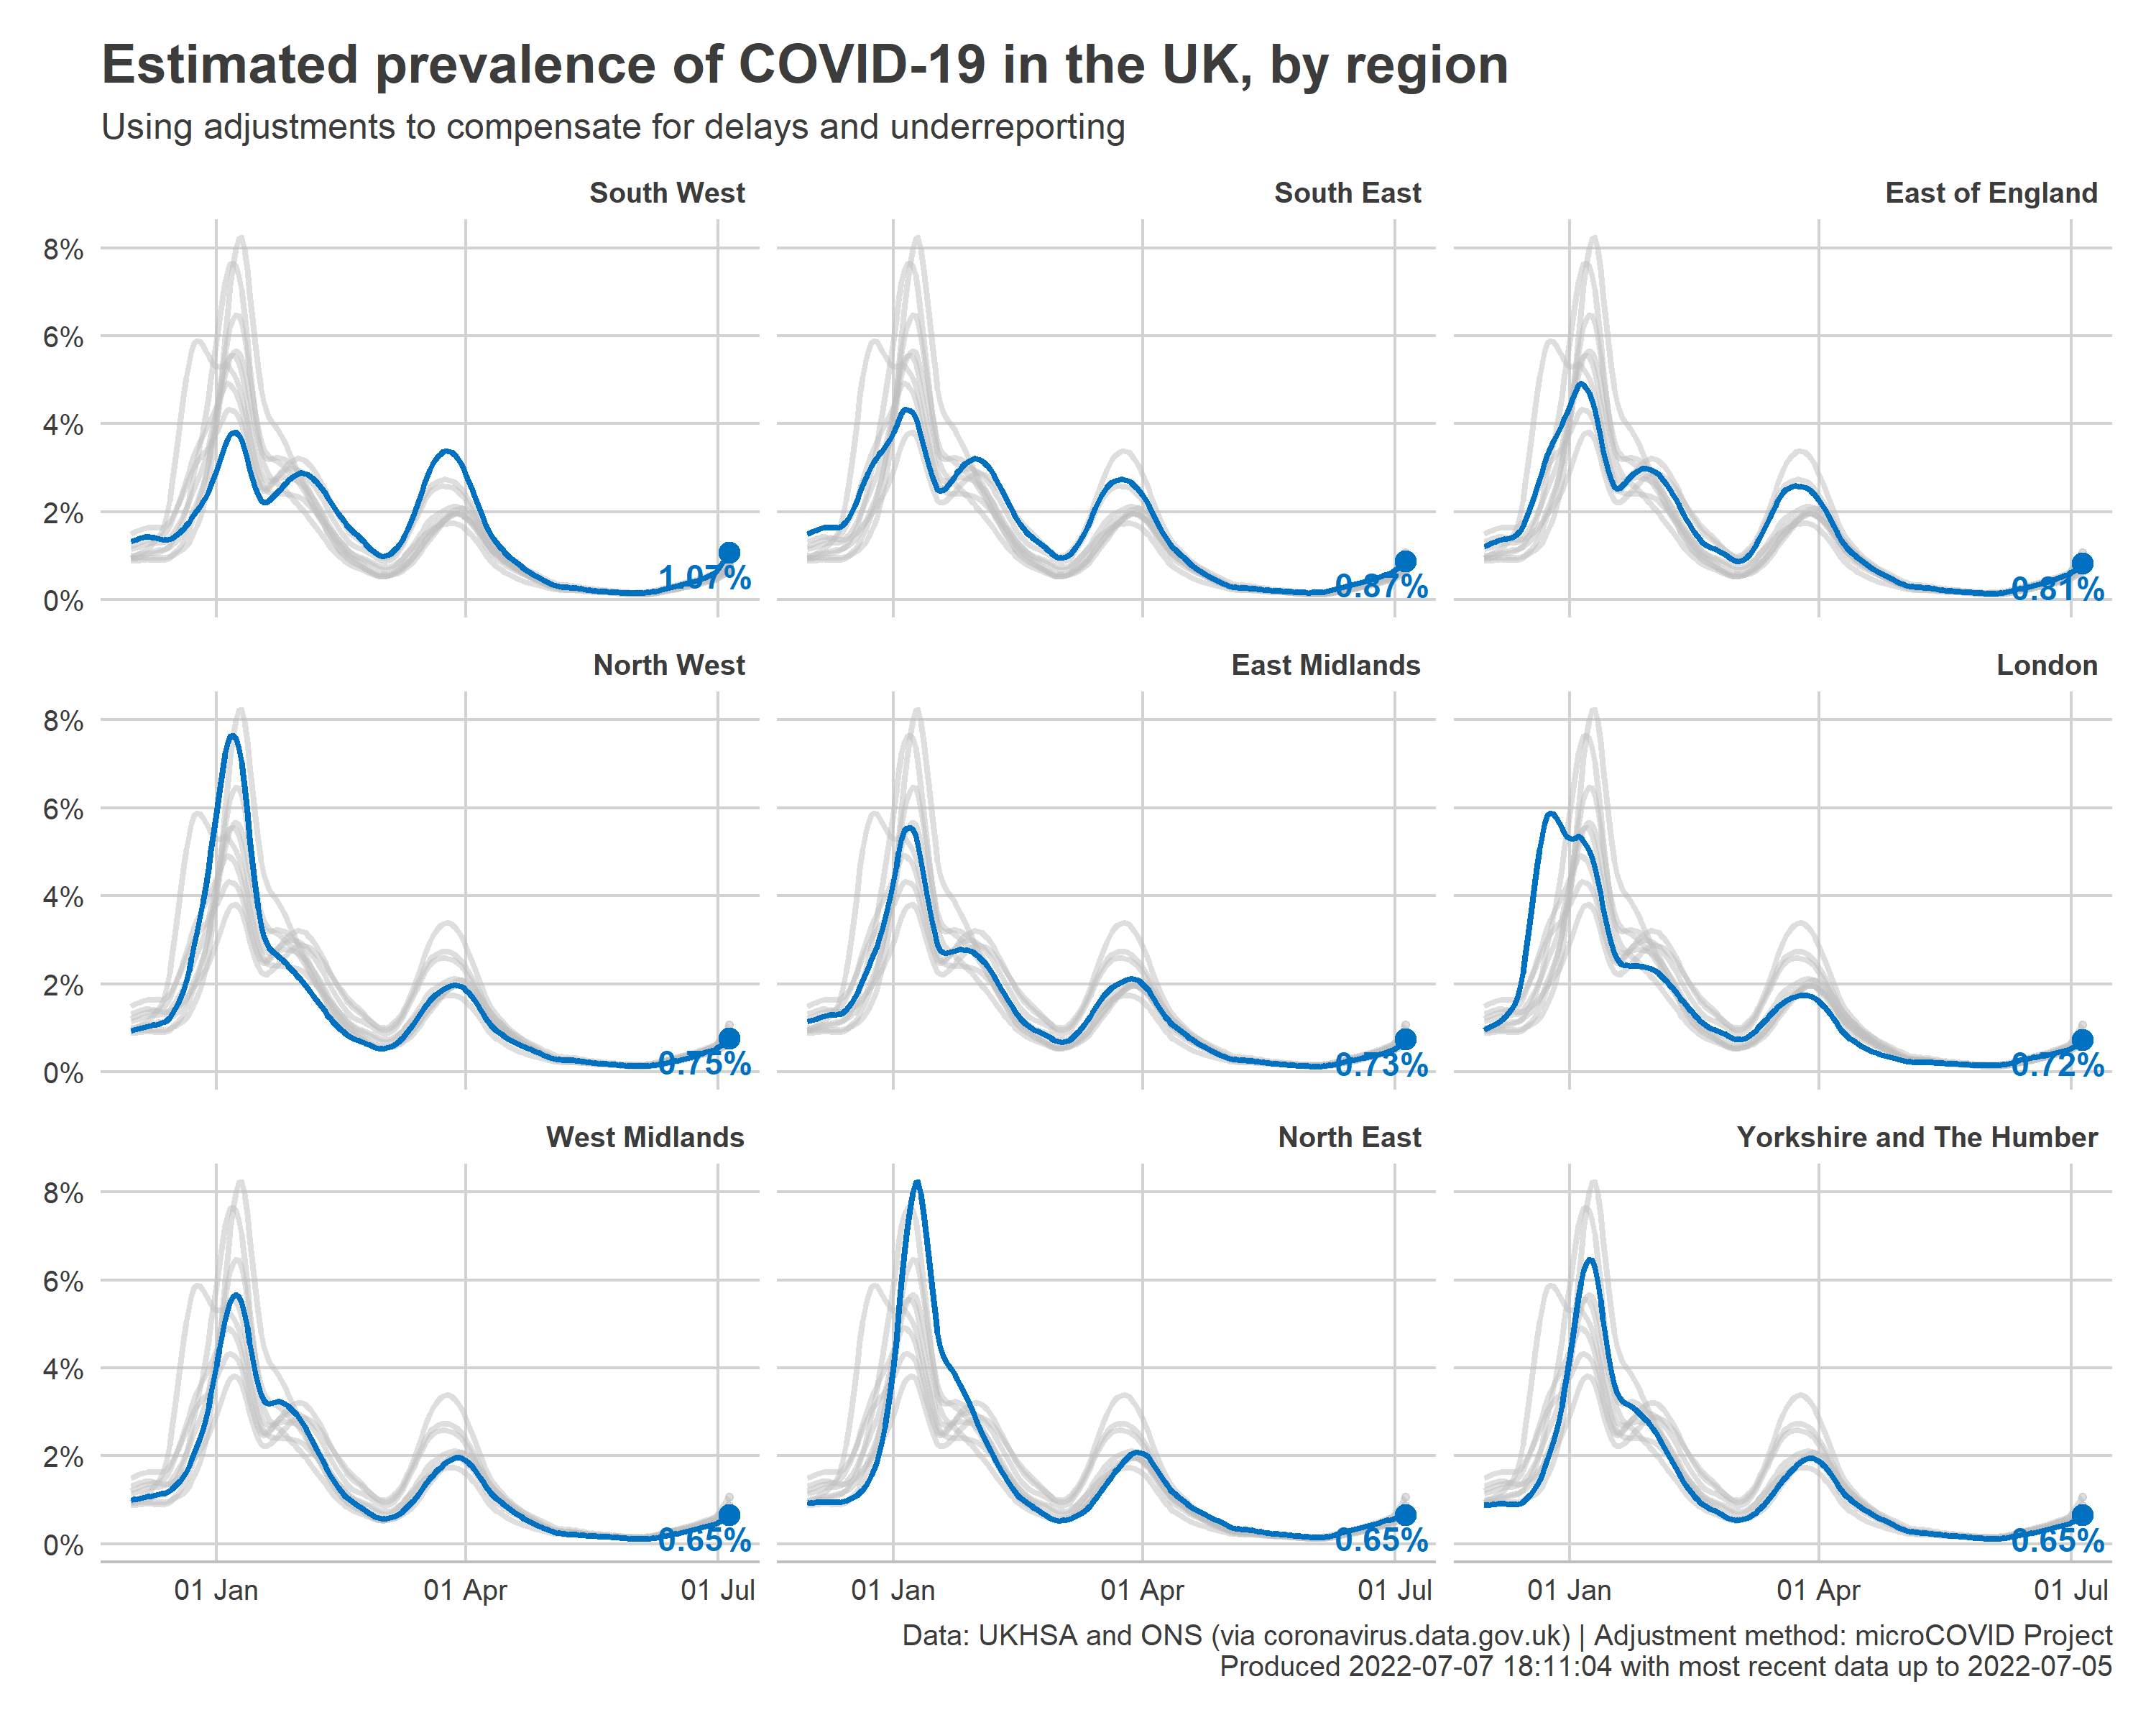 Estimated prevalence of COVID-19 in the UK, by region
Using adjustments to compensate for delays and underreporting
South West
South East
East of England
8%
6%
4%
2%
0%
1.07%
0.87%
0.81%
North West
East Midlands
London
8%
6%
4%
2%
0%
0.75%
0.73%
0.72%
West Midlands
North East
Yorkshire and The Humber
8%
6%
4%
2%
0%
0.65%
0.65%
0.65%
01 Jan 01 Apr 01 Jul 01 Jan 01 Apr 01 Jul 01 Jan 01 Apr 01 Jul
Data: UKHSA and ONS (via coronavirus.data.gov.uk) | Adjustment method: microCOVID Project
Produced 2022-07-07 18:11:04 with most recent data up to 2022-07-05